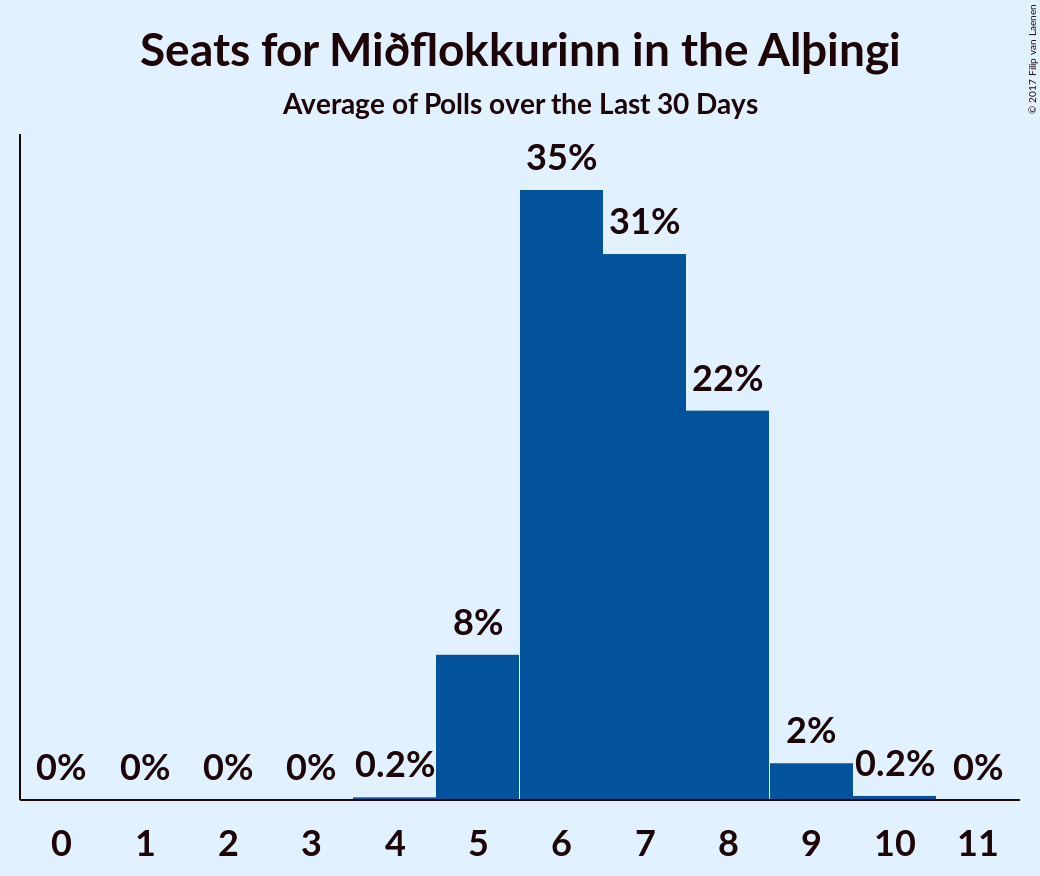 Seats for Miðflokkurinn in the Alþingi
Average of Polls over the Last 30 Days
© 2017 Filip van Laenen
35%
31%
22%
8%
2%
0% 0% 0% 0% 0.2% 0.2% 0%
0 1 2 3 4 5 6 7 8 9 10 11